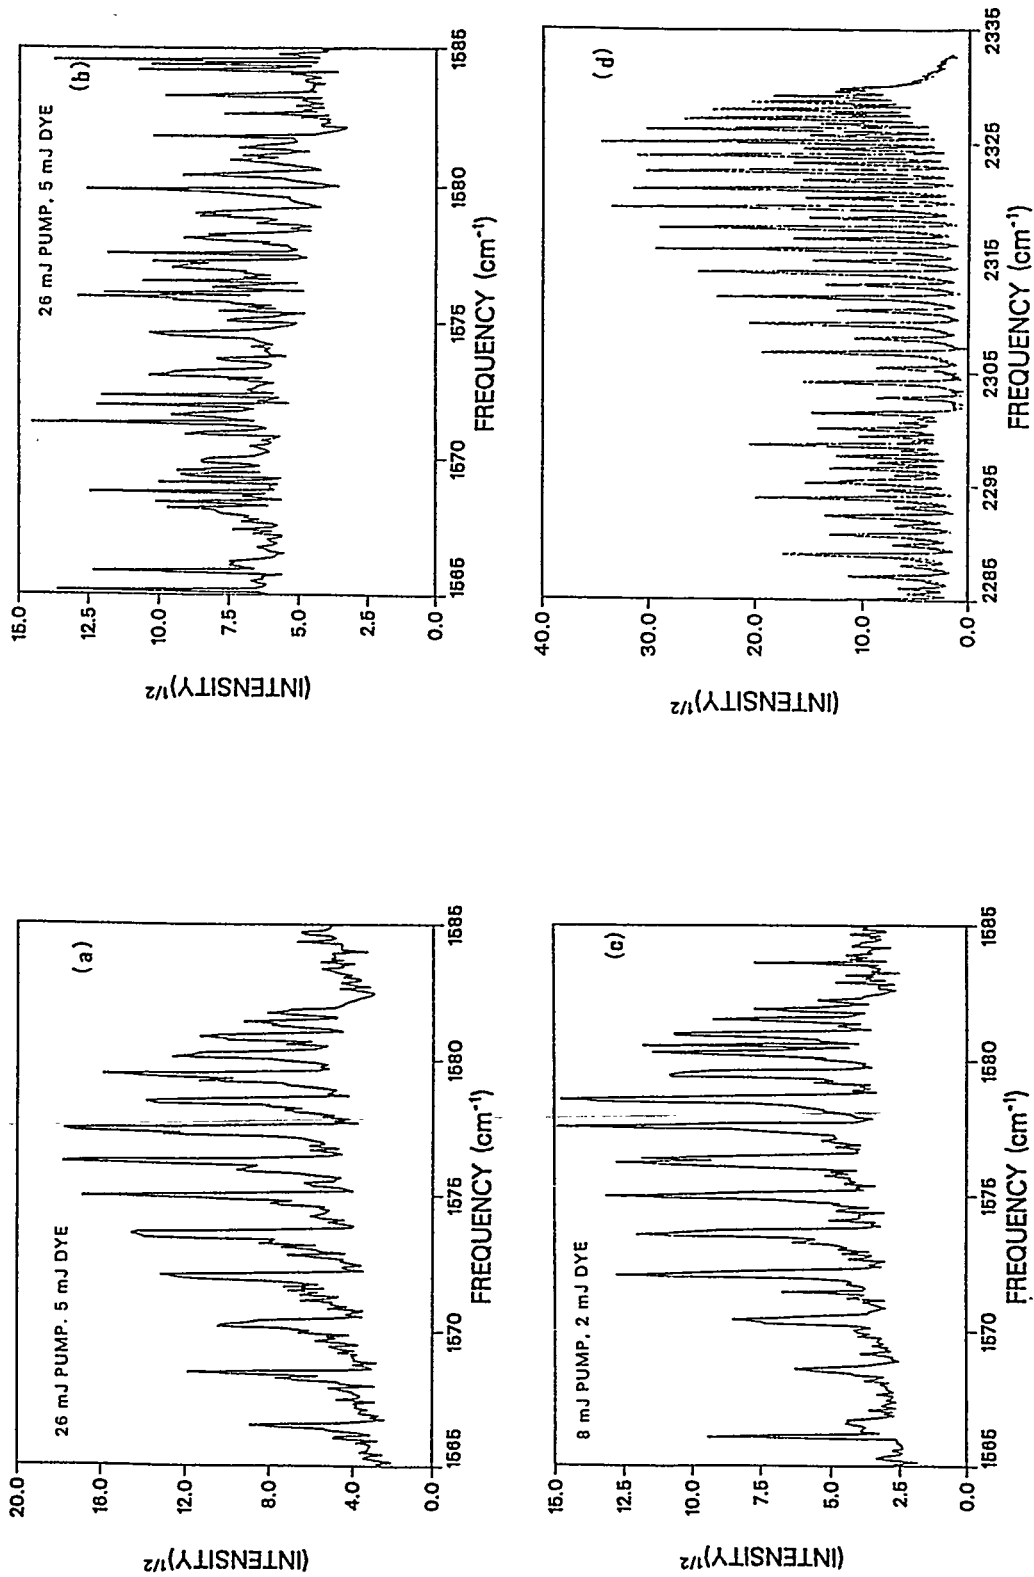 (a)
26 mJ PUMP, 5 mJ DYE
20.0
16.0
12.0
8.0
4.0
0.0
(INTENSITY)1/2
1565 1570 1575 1580 1585
FREQUENCY (cm⁻¹)
26 mJ PUMP, 5 mJ DYE
(b)
15.0
12.5
10.0
7.5
5.0
2.5
0.0
(INTENSITY)1/2
1565 1570 1575 1580 1585
FREQUENCY (cm⁻¹)
8 mJ PUMP, 2 mJ DYE
(c)
15.0
12.5
10.0
7.5
5.0
2.5
0.0
(INTENSITY)1/2
1565 1570 1575 1580 1585
FREQUENCY (cm⁻¹)
(d)
40.0
30.0
20.0
10.0
0.0
(INTENSITY)1/2
2285 2295 2305 2315 2325 2335
FREQUENCY (cm⁻¹)